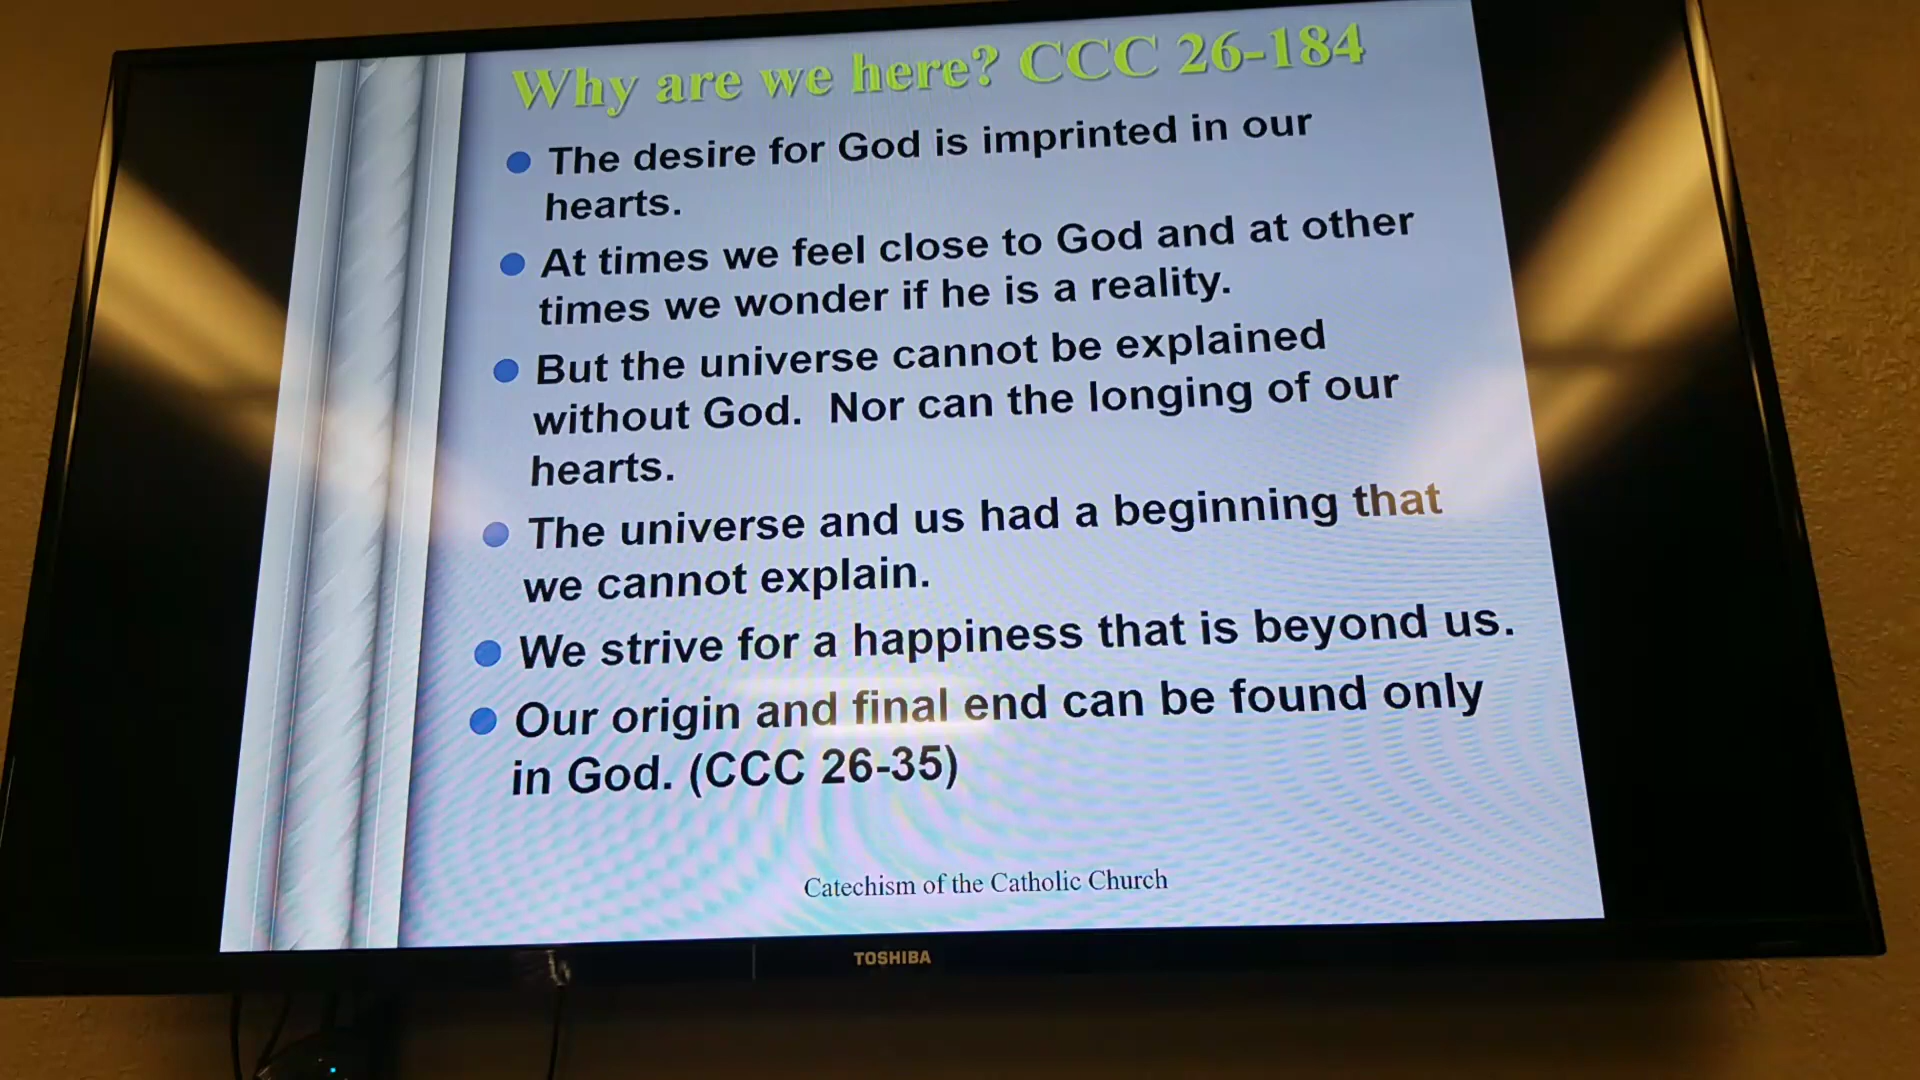 Why are we here? CCC 26-184
The desire for God is imprinted in our
hearts.
At times we feel close to God and at other
times we wonder if he is a reality.
But the universe cannot be explained
without God. Nor can the longing of our
hearts.
The universe and us had a beginning that
we cannot explain.
We strive for a happiness that is beyond us.
Our origin and final end can be found only
in God. (CCC 26-35)
Catechism of the Catholic Church
TOSHIBA